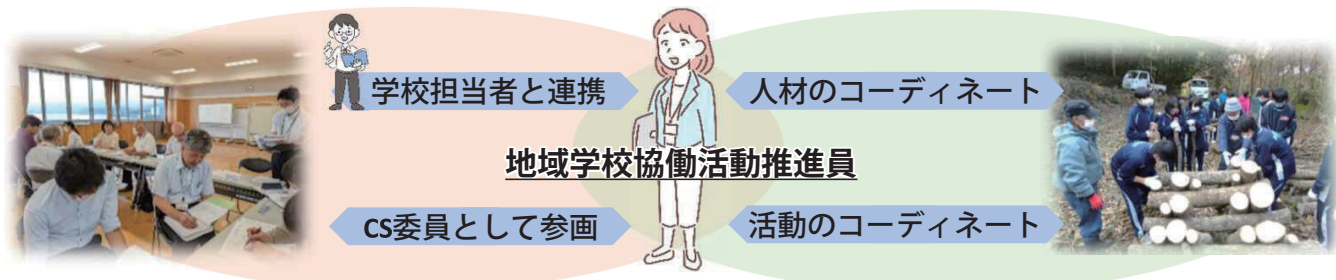 学校担当者と連携
人材のコーディネート
地域学校協働活動推進員
CS委員として参画
活動のコーディネート